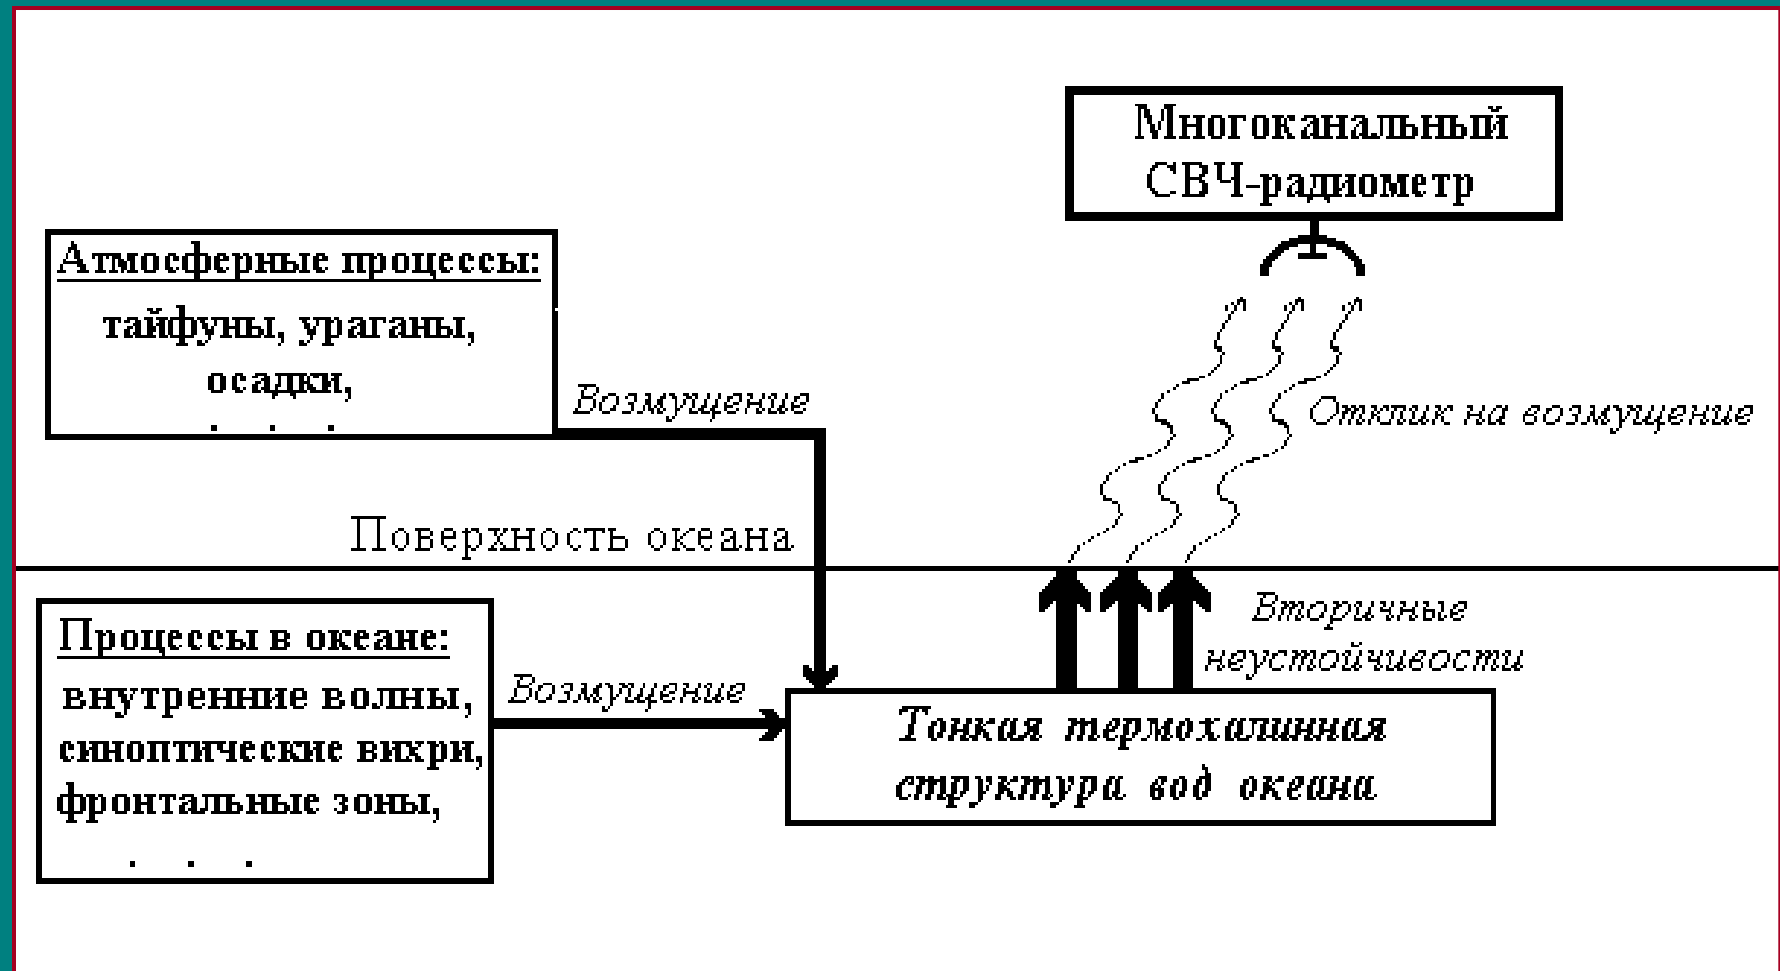 Многоканальный
СВЧ-радиометр
Атмосферные процессы:
тайфуны, ураганы,
осадки,
. . .
Возмущение
Отклик на возмущение
Поверхность океана
Процессы в океане:
внутренние волны,
синоптические вихри,
фронтальные зоны,
. . .
Возмущение
Вторичные
неустойчивости
Тонкая термохалинная
структура вод океана